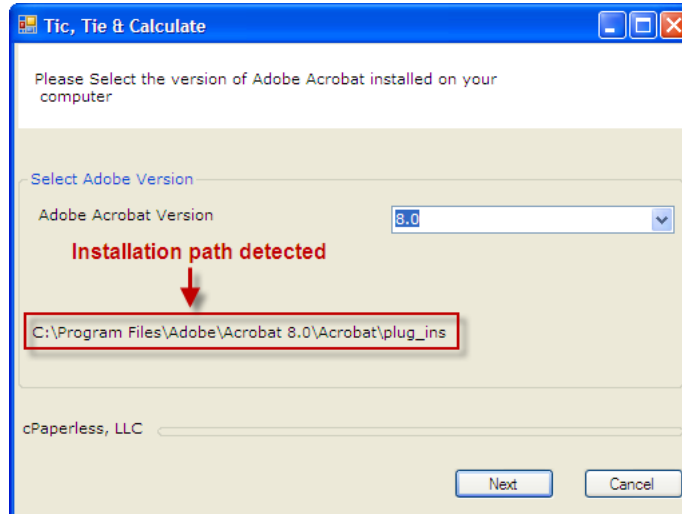 Tic, Tie & Calculate
Please Select the version of Adobe Acrobat installed on your
computer
Select Adobe Version
Adobe Acrobat Version
8.0
Installation path detected
C:\Program Files\Adobe\Acrobat 8.0\Acrobat\plug_ins
cPaperless, LLC
Next
Cancel